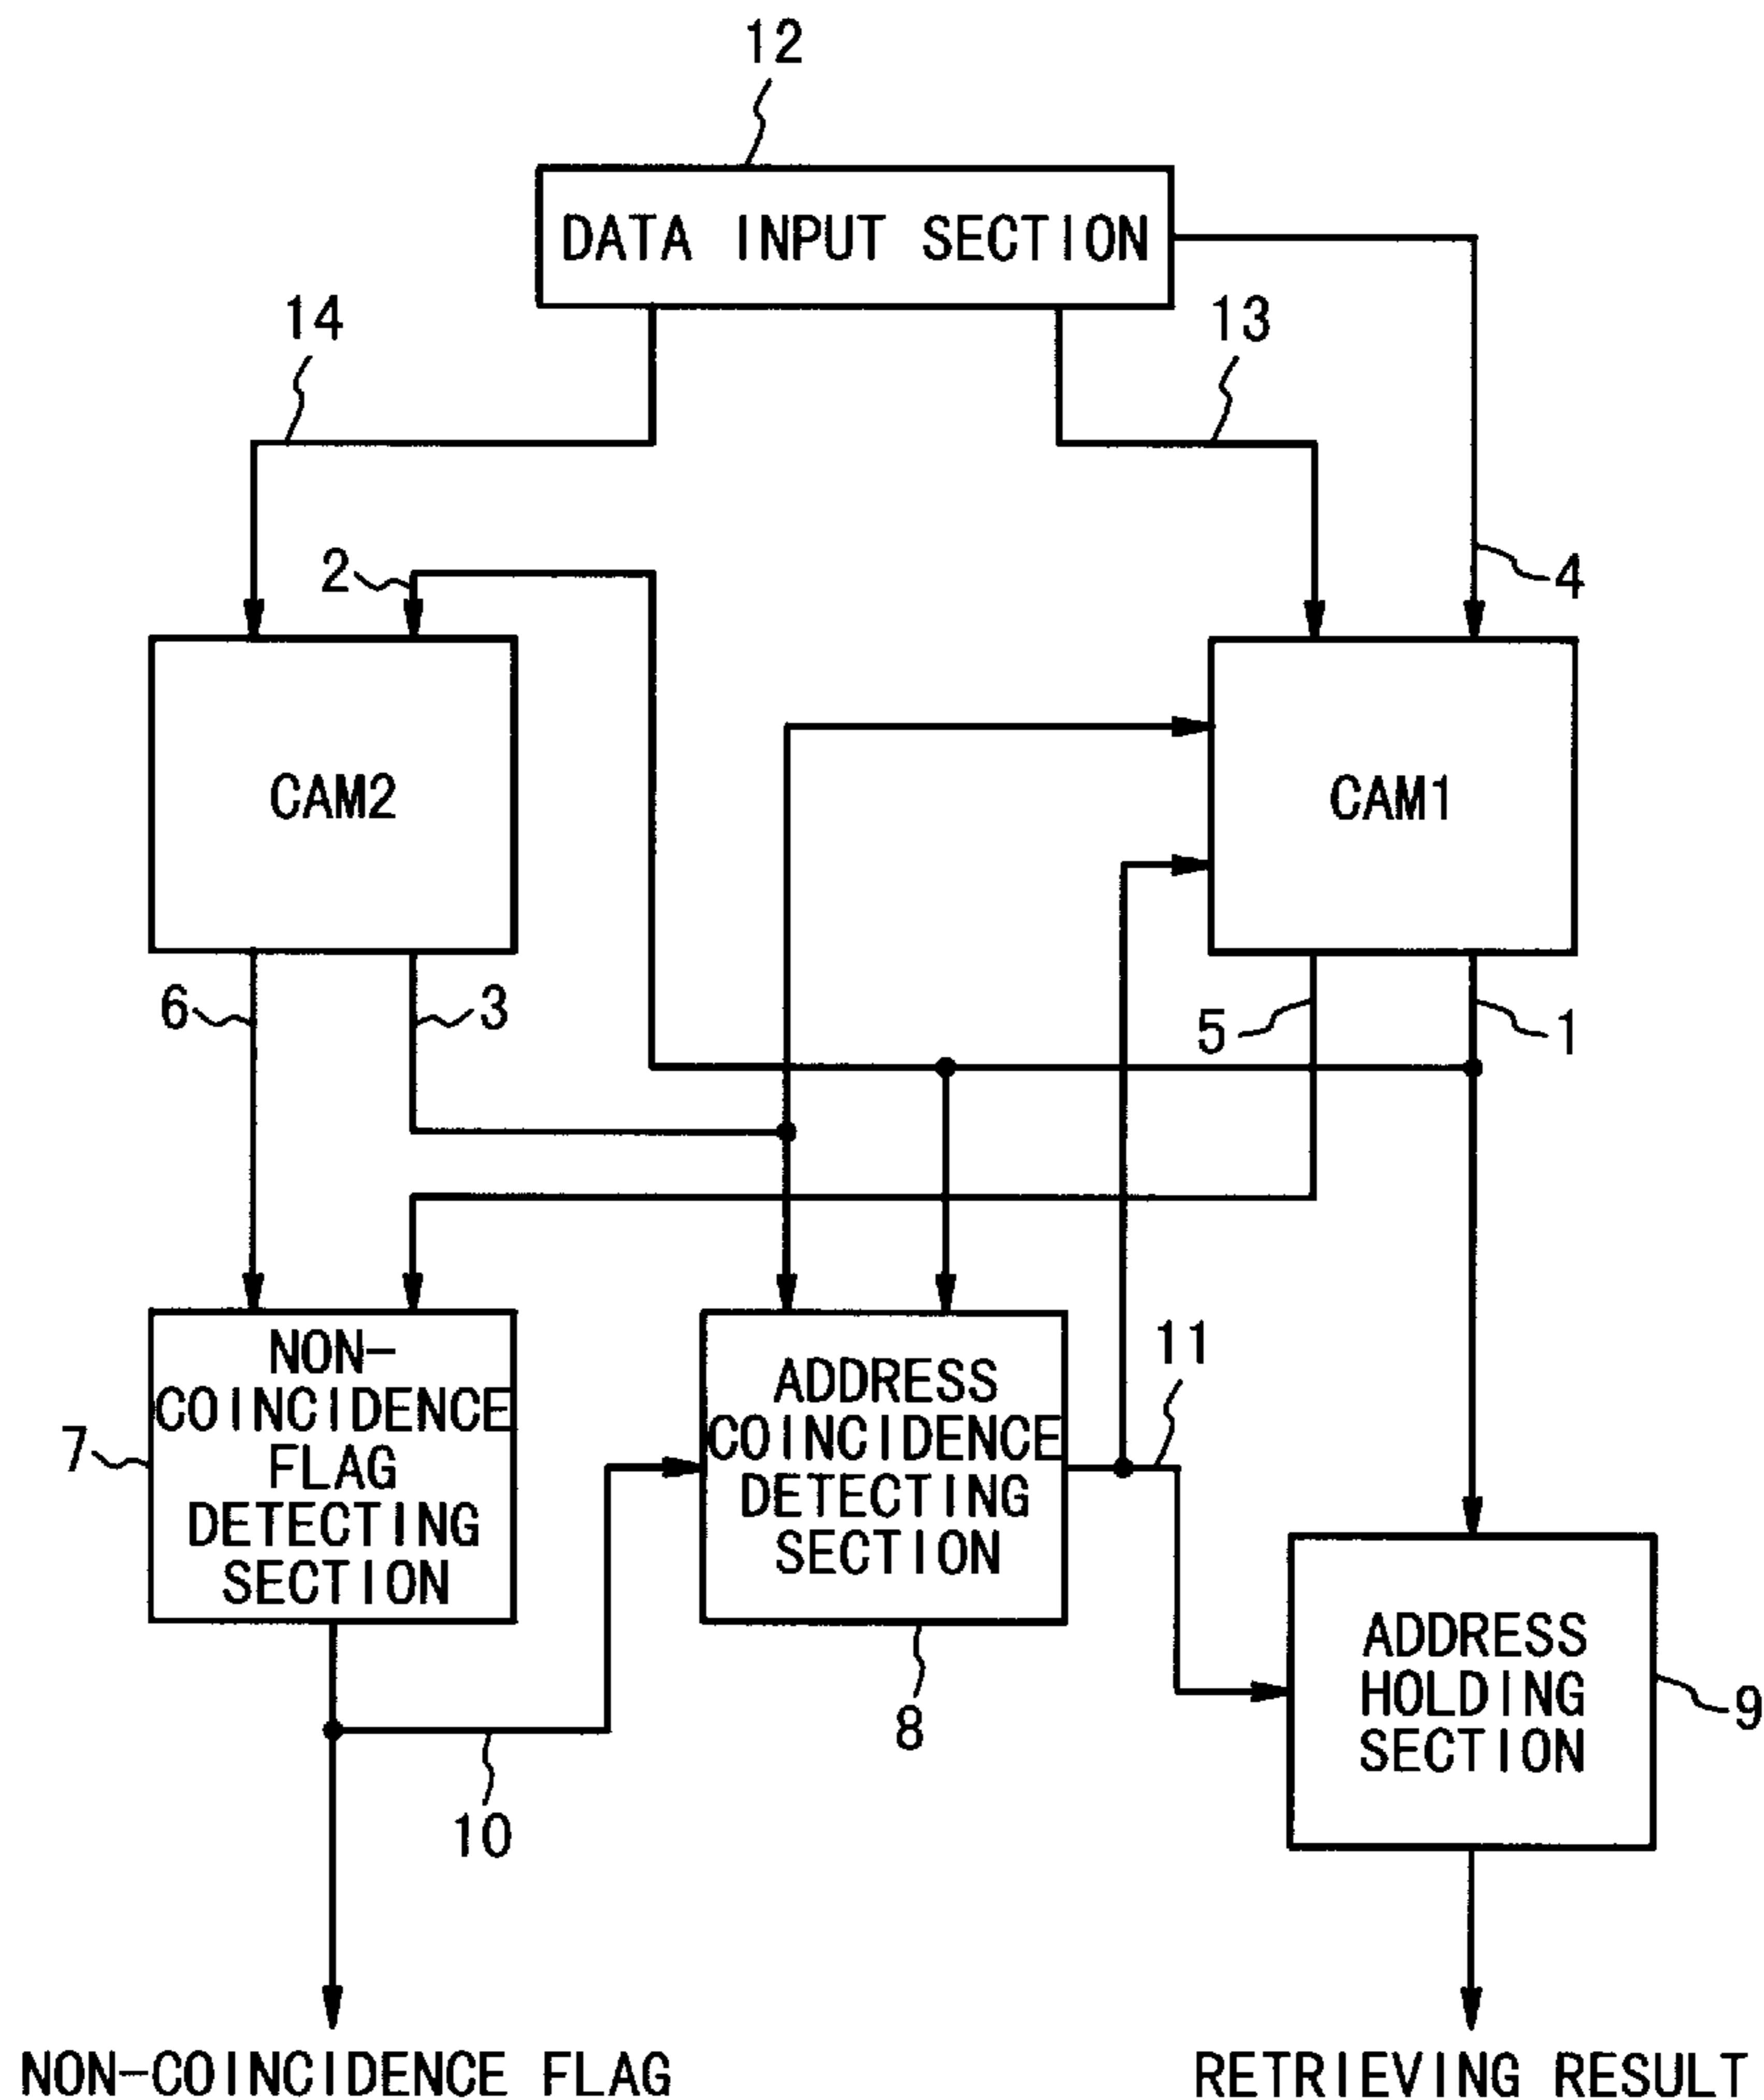 12
DATA INPUT SECTION
14
13
2
4
CAM2
CAM1
6
3
5
1
NON-
COINCIDENCE
FLAG
DETECTING
SECTION
7
ADDRESS
COINCIDENCE
DETECTING
SECTION
11
8
ADDRESS
HOLDING
SECTION
9
10
NON-COINCIDENCE FLAG
RETRIEVING RESULT